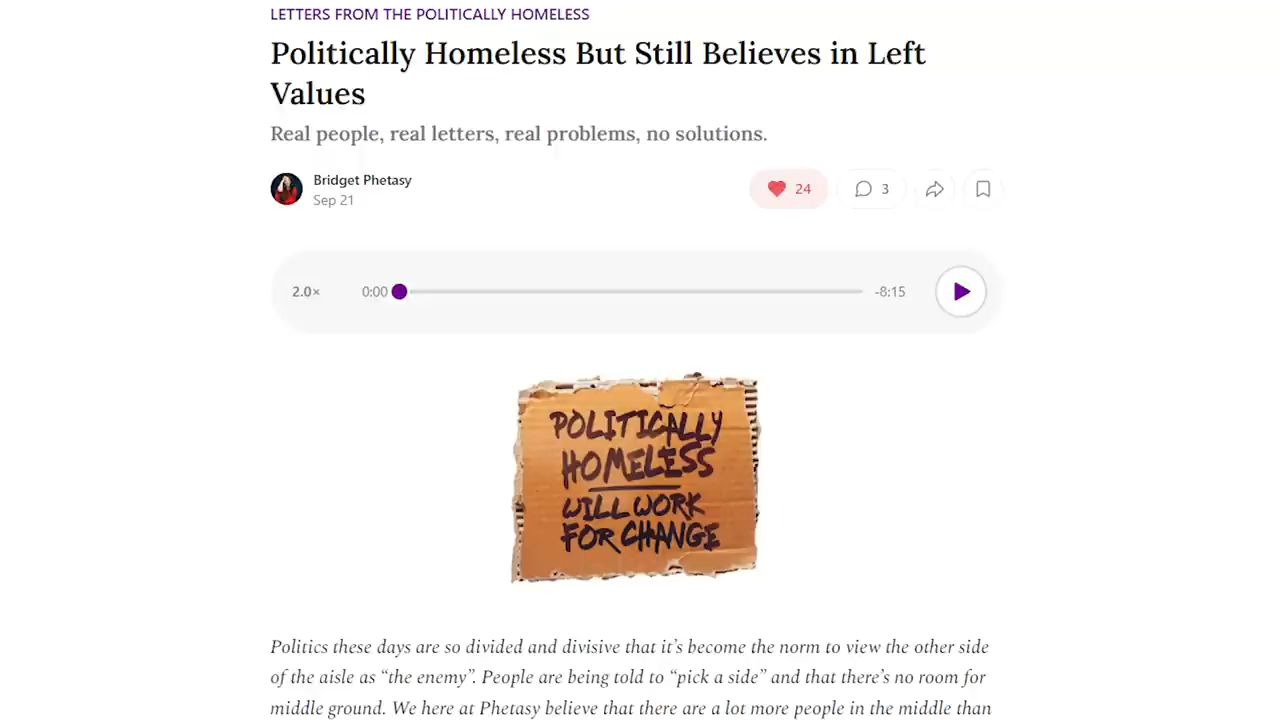 LETTERS FROM THE POLITICALLY HOMELESS
Politically Homeless But Still Believes in Left
Values
Real people, real letters, real problems, no solutions.
Bridget Phetasy
Sep 21
24
3
2.0×
0:00
-8:15
POLITICALLY
HOMELESS
WILL WORK
FOR CHANGE
Politics these days are so divided and divisive that it’s become the norm to view the other side
of the aisle as “the enemy”. People are being told to “pick a side” and that there’s no room for
middle ground. We here at Phetasy believe that there are a lot more people in the middle than